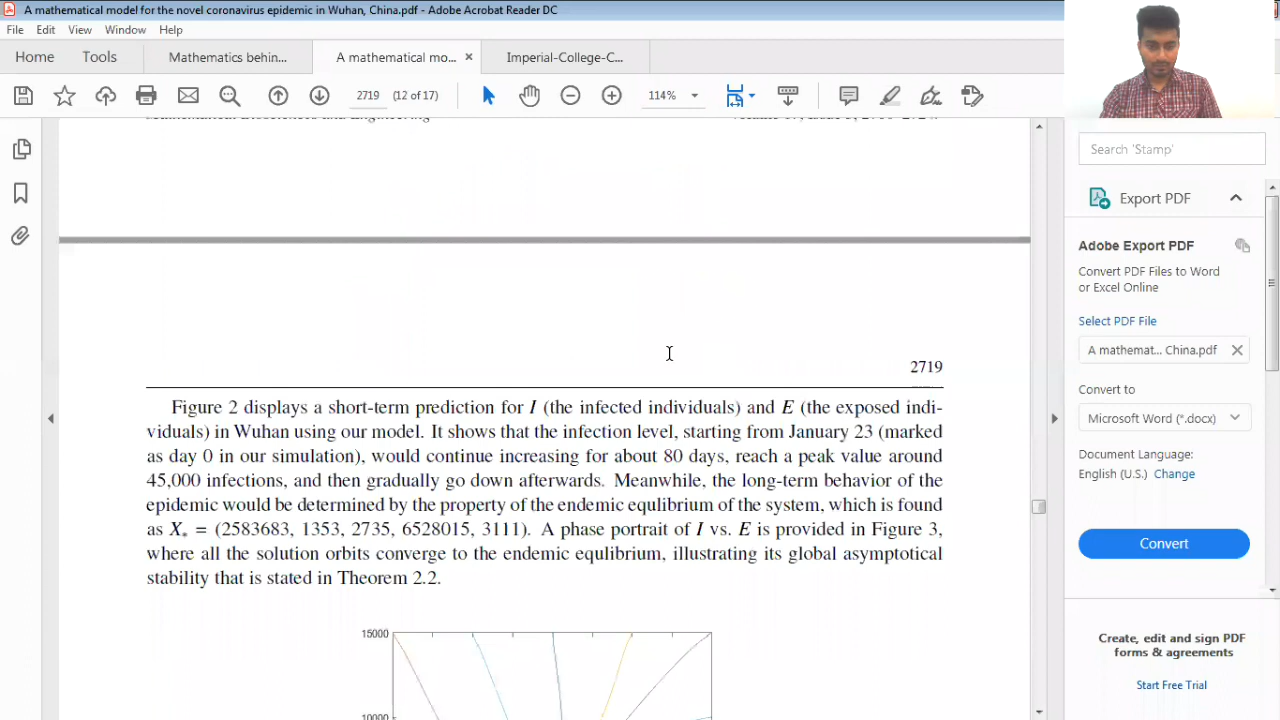 A mathematical model for the novel coronavirus epidemic in Wuhan, China.pdf - Adobe Acrobat Reader DC
File Edit View Window Help
Home Tools Mathematics behin... A mathematical mo... × Imperial-College-C...
2719 (12 of 17) 114%
Search 'Stamp'
Export PDF
Adobe Export PDF
Convert PDF Files to Word
or Excel Online
Select PDF File
A mathemat... China.pdf
Convert to
Microsoft Word (*.docx)
Document Language:
English (U.S.) Change
Convert
Create, edit and sign PDF
forms & agreements
Start Free Trial
2719
Figure 2 displays a short-term prediction for I (the infected individuals) and E (the exposed indi-
viduals) in Wuhan using our model. It shows that the infection level, starting from January 23 (marked
as day 0 in our simulation), would continue increasing for about 80 days, reach a peak value around
45,000 infections, and then gradually go down afterwards. Meanwhile, the long-term behavior of the
epidemic would be determined by the property of the endemic equlibrium of the system, which is found
as X* = (2583683, 1353, 2735, 6528015, 3111). A phase portrait of I vs. E is provided in Figure 3,
where all the solution orbits converge to the endemic equlibrium, illustrating its global asymptotical
stability that is stated in Theorem 2.2.
15000
10000